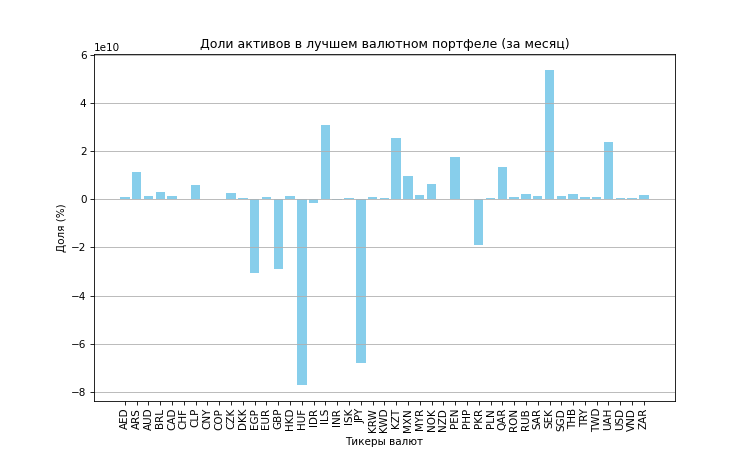 Доли активов в лучшем валютном портфеле (за месяц)
1e10
6
4
2
0
−2
−4
−6
−8
Доля (%)
AED ARS AUD BRL CAD CHF CLP CNY COP CZK DKK EGP EUR GBP HKD HUF IDR ILS INR ISK JPY KRW KWD KZT MXN MYR NOK NZD PEN PHP PKR PLN QAR RON RUB SAR SEK SGD THB TRY TWD UAH USD VND ZAR
Тикеры валют